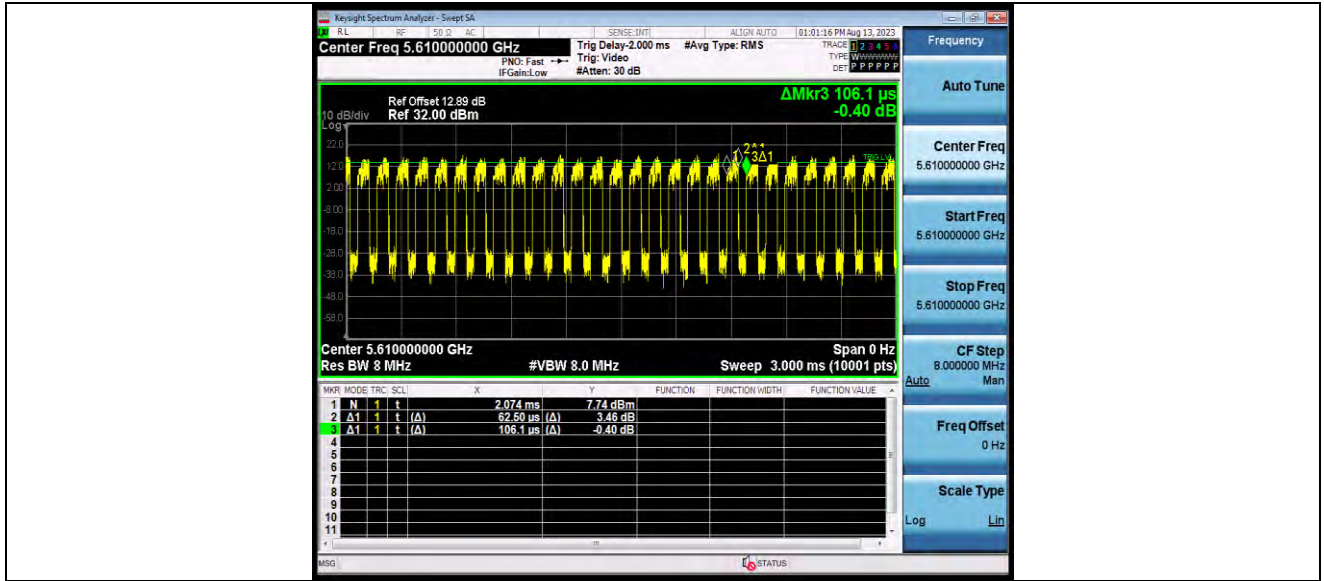 Keysight Spectrum Analyzer - Swept SA
RL RF 50 Ω AC SENSE:INT ALIGN AUTO 01:01:16 PM Aug 13, 2023
Center Freq 5.610000000 GHz Trig Delay-2.000 ms #Avg Type: RMS TRACE 1 2 3 4 5 6
PNO: Fast Trig: Video TYPE WWWWWW
IFGain:Low #Atten: 30 dB DET P P P P P P
Frequency
ΔMkr3 106.1 µs
-0.40 dB
Ref Offset 12.89 dB
10 dB/div Ref 32.00 dBm
Log
22.0
12.0
2.00
-8.00
-18.0
-28.0
-38.0
-48.0
-58.0
3Δ1
Center 5.610000000 GHz Span 0 Hz
Res BW 8 MHz #VBW 8.0 MHz Sweep 3.000 ms (10001 pts)
MKR MODE TRC SCL X Y FUNCTION FUNCTION WIDTH FUNCTION VALUE
1 N 1 t 2.074 ms 7.74 dBm
2 Δ1 1 t (Δ) 62.50 µs (Δ) 3.46 dB
3 Δ1 1 t (Δ) 106.1 µs (Δ) -0.40 dB
4
5
6
7
8
9
10
11
Auto Tune
Center Freq
5.610000000 GHz
Start Freq
5.610000000 GHz
Stop Freq
5.610000000 GHz
CF Step
8.000000 MHz
Auto Man
Freq Offset
0 Hz
Scale Type
Log Lin
MSG STATUS